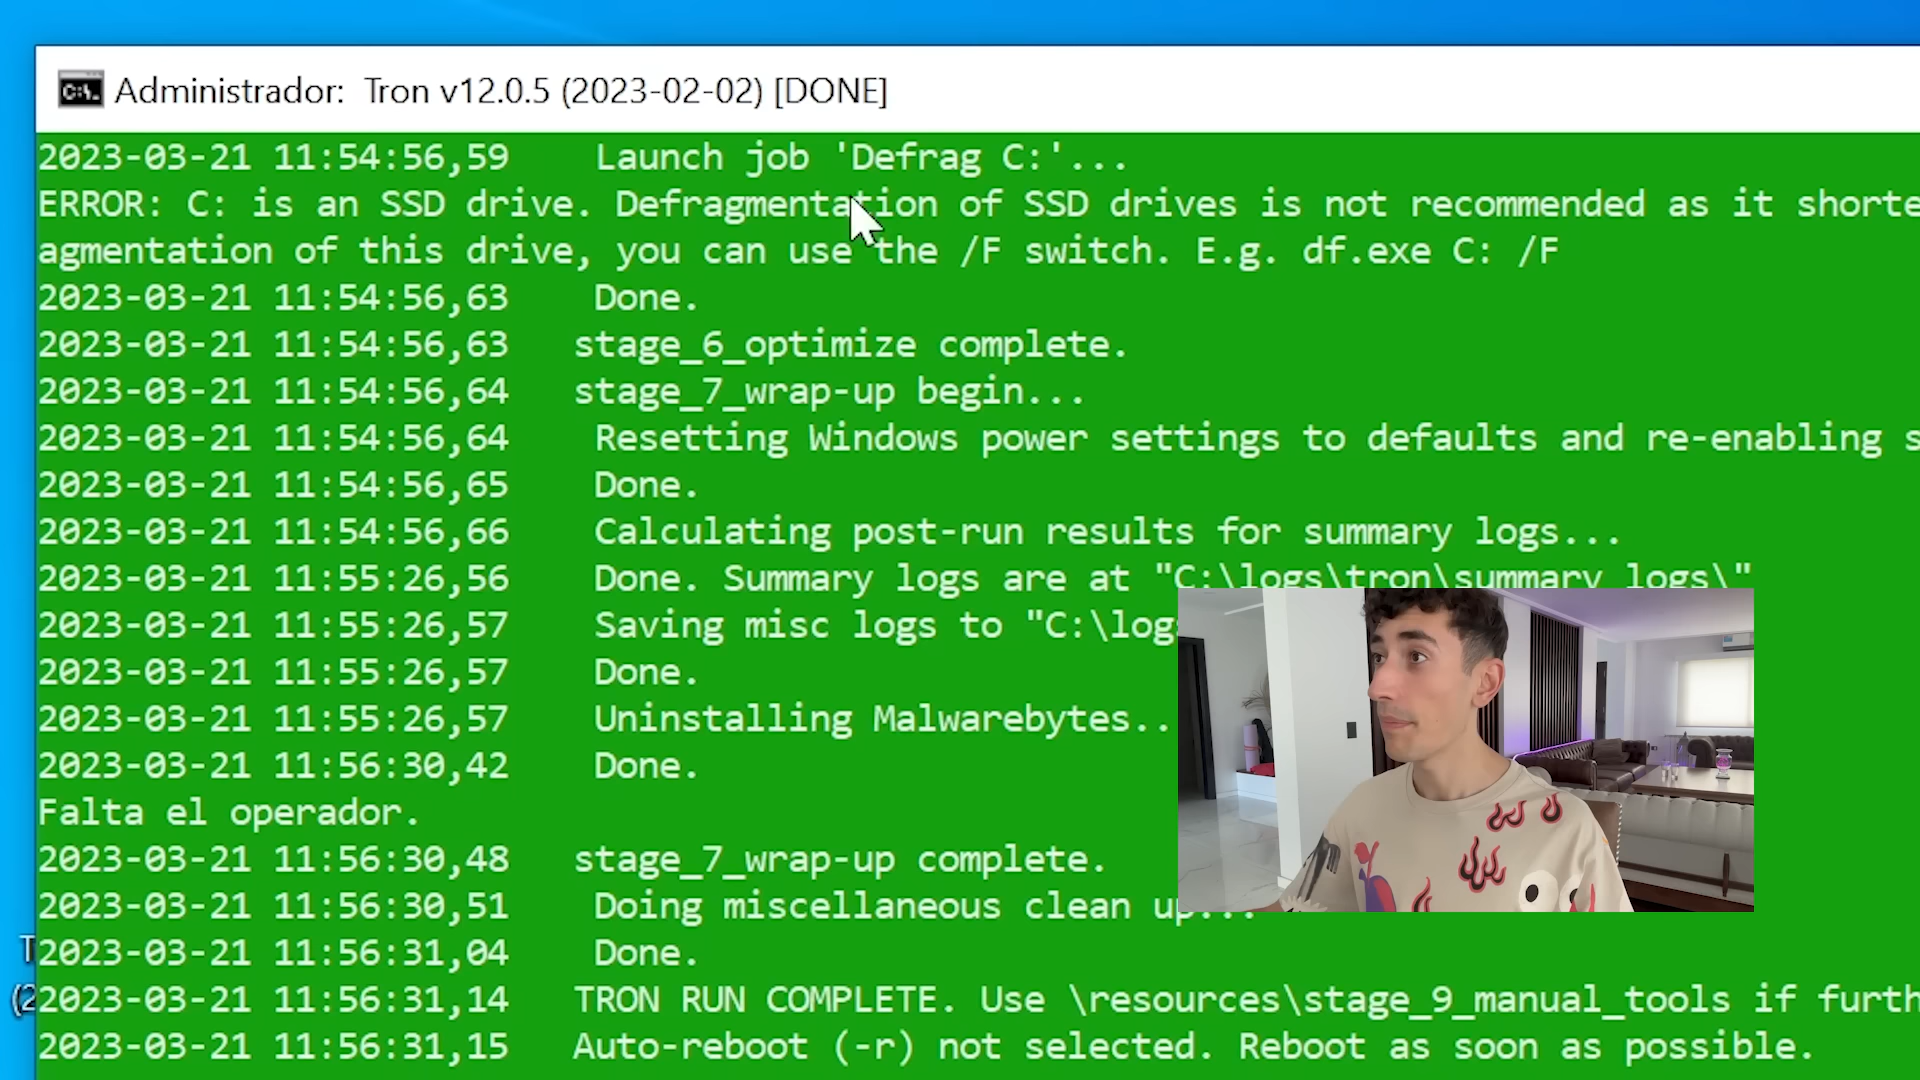 Administrador:  Tron v12.0.5 (2023-02-02) [DONE]
2023-03-21 11:54:56,59    Launch job 'Defrag C:'...
ERROR: C: is an SSD drive. Defragmentation of SSD drives is not recommended as it shorte
agmentation of this drive, you can use the /F switch. E.g. df.exe C: /F
2023-03-21 11:54:56,63    Done.
2023-03-21 11:54:56,63   stage_6_optimize complete.
2023-03-21 11:54:56,64   stage_7_wrap-up begin...
2023-03-21 11:54:56,64    Resetting Windows power settings to defaults and re-enabling s
2023-03-21 11:54:56,65    Done.
2023-03-21 11:54:56,66    Calculating post-run results for summary logs...
2023-03-21 11:55:26,56    Done. Summary logs are at "C:\logs\tron\summary_logs\"
2023-03-21 11:55:26,57    Saving misc logs to "C:\log
2023-03-21 11:55:26,57    Done.
2023-03-21 11:55:26,57    Uninstalling Malwarebytes..
2023-03-21 11:56:30,42    Done.
Falta el operador.
2023-03-21 11:56:30,48   stage_7_wrap-up complete.
2023-03-21 11:56:30,51    Doing miscellaneous clean up...
2023-03-21 11:56:31,04    Done.
2023-03-21 11:56:31,14   TRON RUN COMPLETE. Use \resources\stage_9_manual_tools if furth
2023-03-21 11:56:31,15   Auto-reboot (-r) not selected. Reboot as soon as possible.